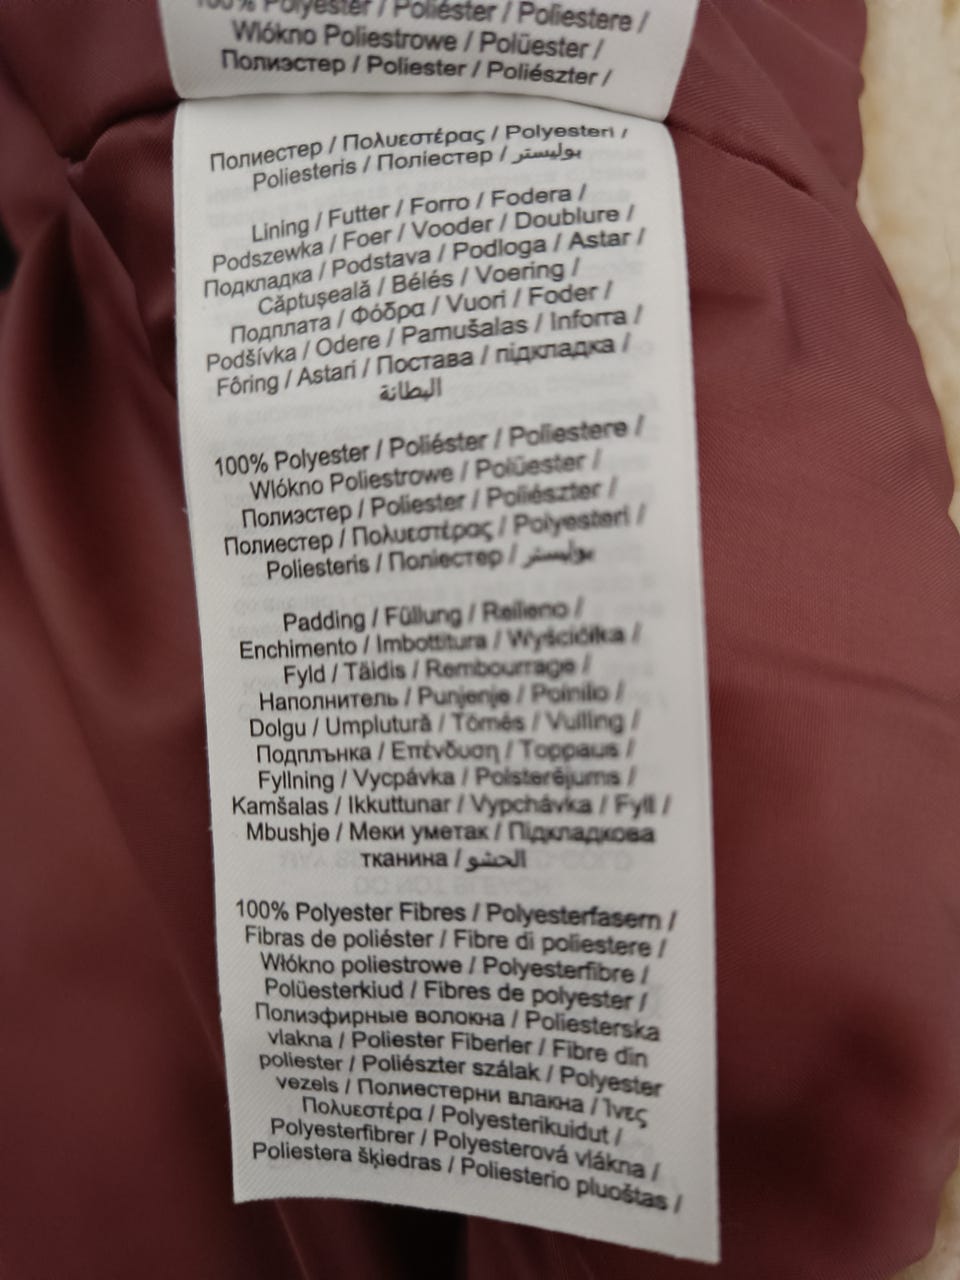 100% Polyester / Poliéster / Poliestere /
Wlókno Poliestrowe / Polüester /
Полиэстер / Poliester / Poliészter /
Полиестер / Πολυεστέρας / Polyesteri /
Poliesteris / Поліестер / بوليستر
Lining / Futter / Forro / Fodera /
Podszewka / Foer / Vooder / Doublure /
Подкладка / Podstava / Podloga / Astar /
Căptuşeală / Bélés / Voering /
Подплата / Φόδρα / Vuori / Foder /
Podšívka / Odere / Pamušalas / Inforra /
Fôring / Astari / Постава / підкладка /
البطانة
100% Polyester / Poliéster / Poliestere /
Wlókno Poliestrowe / Polüester /
Полиэстер / Poliester / Poliészter /
Полиестер / Πολυεστέρας / Polyesteri /
Poliesteris / Поліестер / بوليستر
Padding / Füllung / Relleno /
Enchimento / Imbottitura / Wyściółka /
Fyld / Täidis / Rembourrage /
Наполнитель / Punjenje / Polnilo /
Dolgu / Umplutură / Tömés / Vulling /
Подплънка / Επένδυση / Toppaus /
Fyllning / Vycpávka / Polsterējums /
Kamšalas / Ikkuttunar / Vypchávka / Fyll /
Mbushje / Меки уметак / Підкладкова
тканина / الحشو
100% Polyester Fibres / Polyesterfasern /
Fibras de poliéster / Fibre di poliestere /
Włókno poliestrowe / Polyesterfibre /
Polüesterkiud / Fibres de polyester /
Полиэфирные волокна / Poliesterska
vlakna / Poliester Fiberler / Fibre din
poliester / Poliészter szálak / Polyester
vezels / Полиестерни влакна / Ίνες
Πολυεστέρα / Polyesterikuidut /
Polyesterfibrer / Polyesterová vlákna /
Poliestera šķiedras / Poliesterio pluoštas /